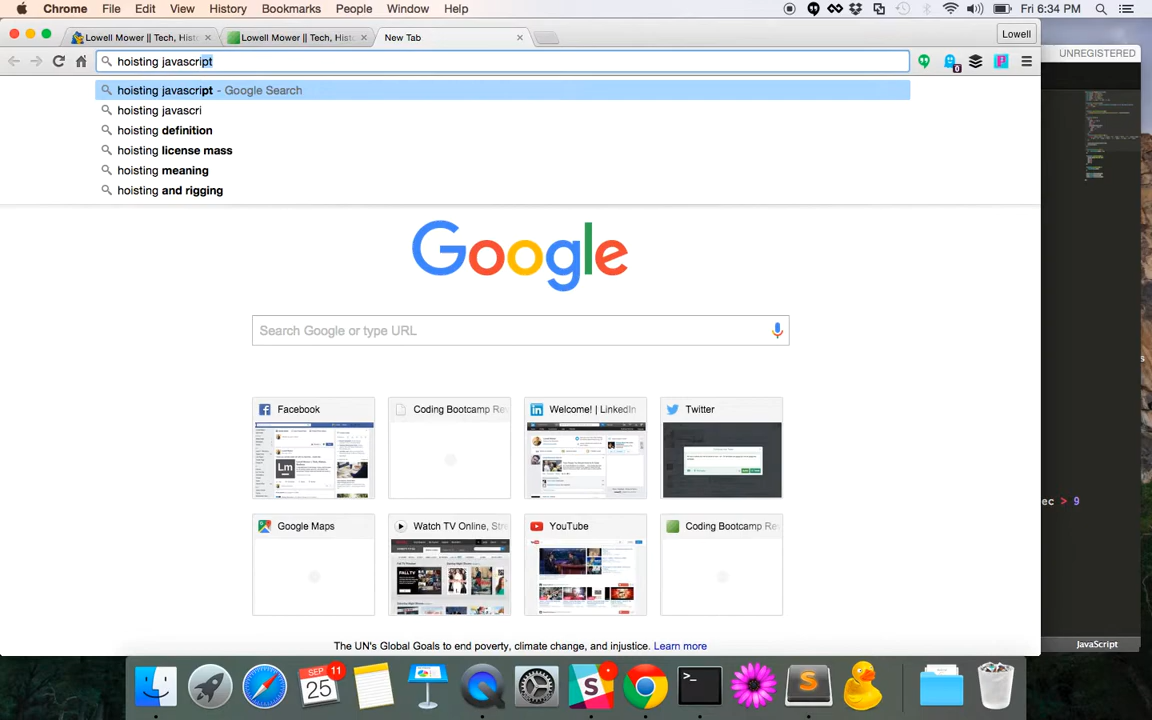 Chrome File Edit View History Bookmarks People Window Help Fri 6:34 PM
Lowell Mower || Tech, Hist Lowell Mower || Tech, Hist New Tab Lowell
UNREGISTERED
hoisting javascript
hoisting javascript - Google Search
hoisting javascri
hoisting definition
hoisting license mass
hoisting meaning
hoisting and rigging
Google
Search Google or type URL
Facebook Coding Bootcamp Re Welcome! | LinkedIn Twitter
Google Maps Watch TV Online, Str YouTube Coding Bootcamp Re
ec > 9
The UN's Global Goals to end poverty, climate change, and injustice. Learn more
JavaScript
SEP 11
25